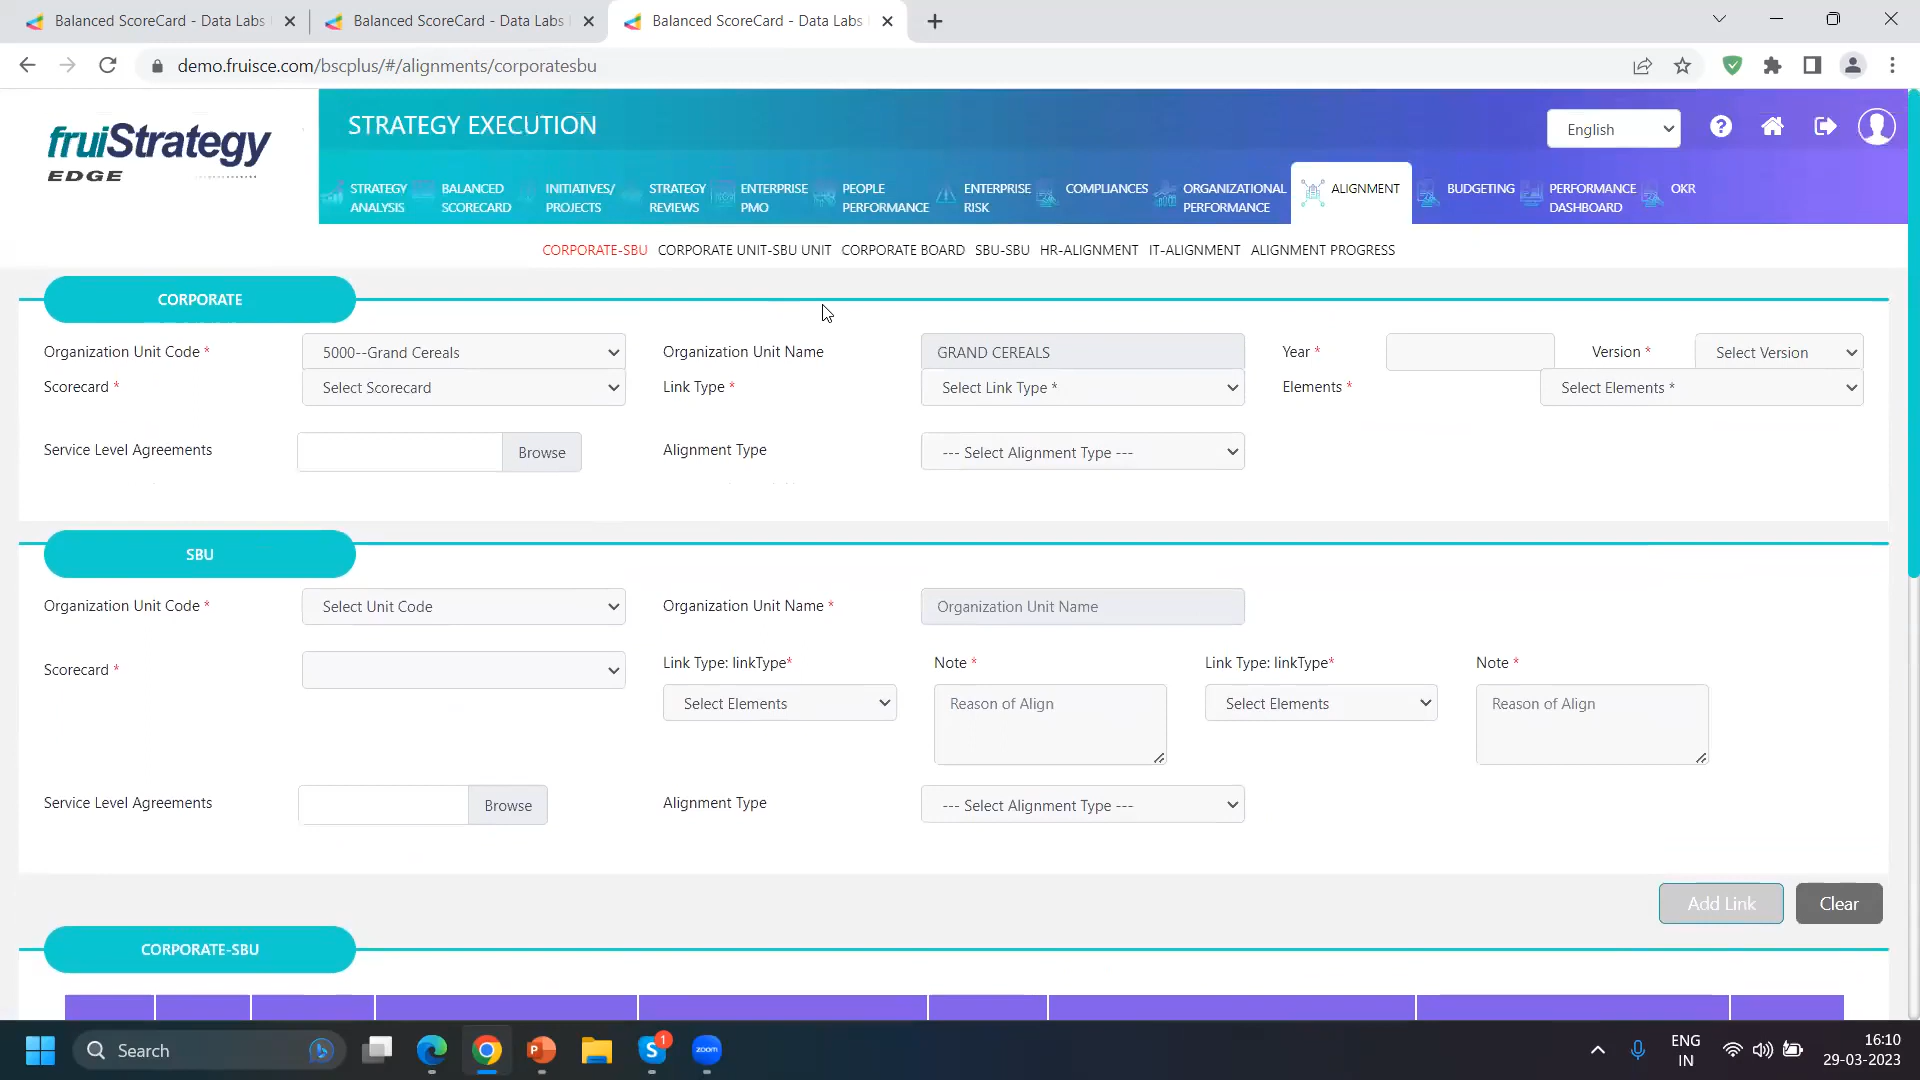 Balanced ScoreCard - Data Labs
Balanced ScoreCard - Data Labs
Balanced ScoreCard - Data Labs
demo.fruisce.com/bscplus/#/alignments/corporatesbu
fruiStrategy
EDGE
STRATEGY EXECUTION
English
STRATEGY ANALYSIS
BALANCED SCORECARD
INITIATIVES/ PROJECTS
STRATEGY REVIEWS
ENTERPRISE PMO
PEOPLE PERFORMANCE
ENTERPRISE RISK
COMPLIANCES
ORGANIZATIONAL PERFORMANCE
ALIGNMENT
BUDGETING
PERFORMANCE DASHBOARD
OKR
CORPORATE-SBU CORPORATE UNIT-SBU UNIT CORPORATE BOARD SBU-SBU HR-ALIGNMENT IT-ALIGNMENT ALIGNMENT PROGRESS
CORPORATE
Organization Unit Code * 5000--Grand Cereals Organization Unit Name GRAND CEREALS Year * Version * Select Version
Scorecard * Select Scorecard Link Type * Select Link Type * Elements * Select Elements *
Service Level Agreements Browse Alignment Type --- Select Alignment Type ---
SBU
Organization Unit Code * Select Unit Code Organization Unit Name * Organization Unit Name
Scorecard * Link Type: linkType* Note * Link Type: linkType* Note *
Select Elements Reason of Align Select Elements Reason of Align
Service Level Agreements Browse Alignment Type --- Select Alignment Type ---
Add Link Clear
CORPORATE-SBU
Search
1
zoom
ENG
IN
16:10
29-03-2023